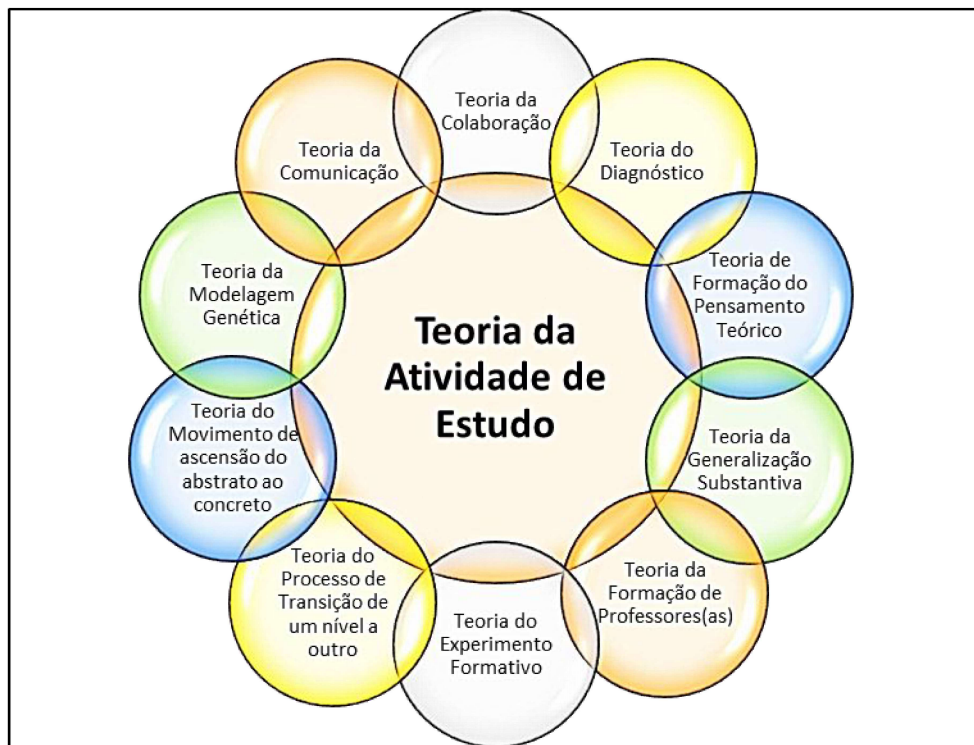 Teoria da
Colaboração
Teoria do
Diagnóstico
Teoria de
Formação do
Pensamento
Teórico
Teoria da
Generalização
Substantiva
Teoria da
Formação de
Professores(as)
Teoria do
Experimento
Formativo
Teoria do
Processo de
Transição de
um nível a
outro
Teoria do
Movimento de
ascensão do
abstrato ao
concreto
Teoria da
Modelagem
Genética
Teoria da
Comunicação
Teoria da
Atividade de
Estudo